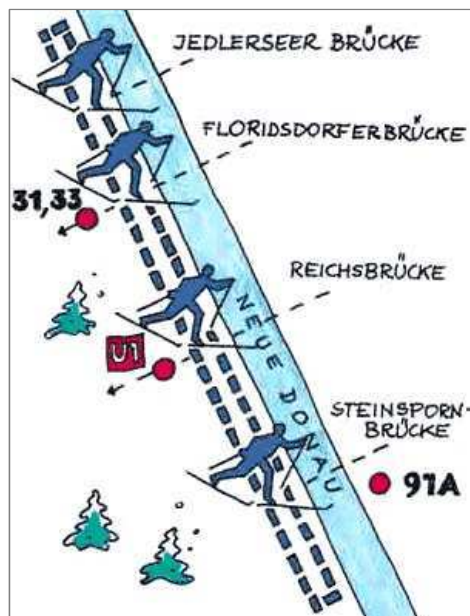 JEDLERSEER BRÜCKE
FLORIDSDORFERBRÜCKE
31,33
REICHSBRÜCKE
U1
NEUE DONAU
STEINSPORN-
BRÜCKE
91A